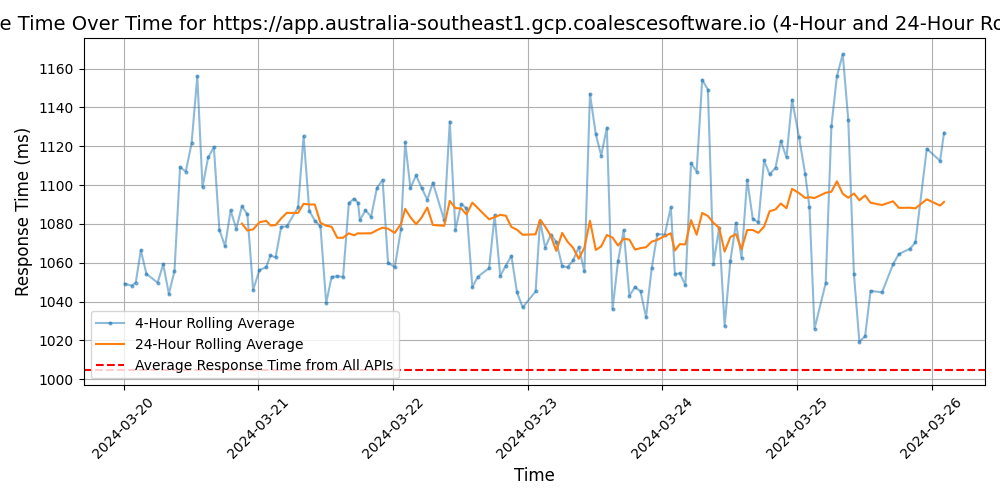 e Time Over Time for https://app.australia-southeast1.gcp.coalescesoftware.io (4-Hour and 24-Hour Ro
Response Time (ms)
1160
1140
1120
1100
1080
1060
1040
1020
1000
4-Hour Rolling Average
24-Hour Rolling Average
Average Response Time from All APIs
2024-03-20
2024-03-21
2024-03-22
2024-03-23
2024-03-24
2024-03-25
2024-03-26
Time